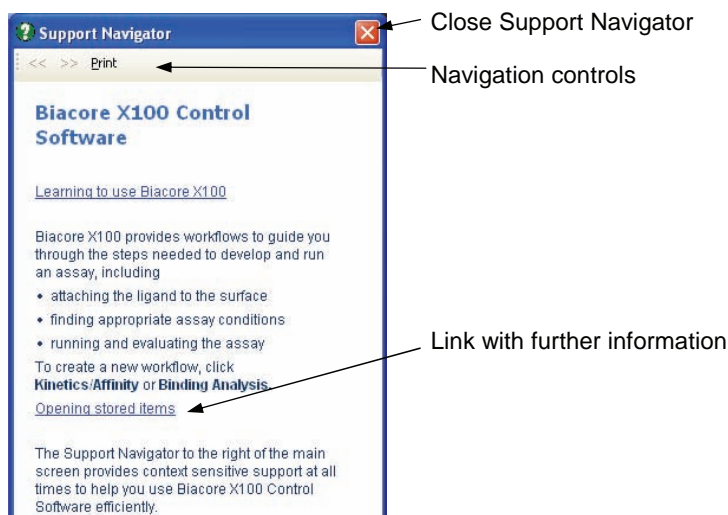 Support Navigator
Close Support Navigator
<< >> Print
Navigation controls
Biacore X100 Control
Software
Learning to use Biacore X100
Biacore X100 provides workflows to guide you
through the steps needed to develop and run
an assay, including
• attaching the ligand to the surface
• finding appropriate assay conditions
• running and evaluating the assay
Link with further information
To create a new workflow, click
Kinetics/Affinity or Binding Analysis.
Opening stored items
The Support Navigator to the right of the main
screen provides context sensitive support at all
times to help you use Biacore X100 Control
Software efficiently.